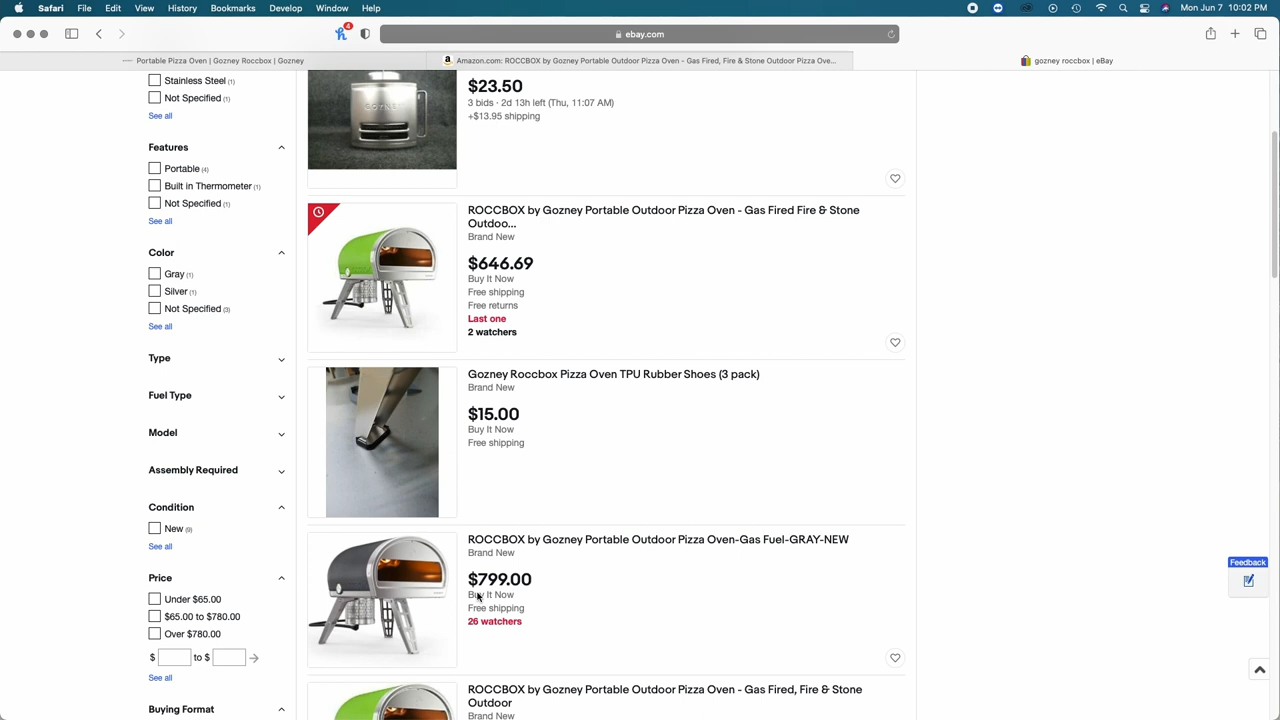 Safari File Edit View History Bookmarks Develop Window Help
Mon Jun 7 10:02 PM
4
ebay.com
Portable Pizza Oven | Gozney Roccbox | Gozney
Amazon.com: ROCCBOX by Gozney Portable Outdoor Pizza Oven - Gas Fired, Fire & Stone Outdoor Pizza Ove...
gozney roccbox | eBay
Stainless Steel (1)
Not Specified (1)
See all
Features
Portable (4)
Built in Thermometer (1)
Not Specified (1)
See all
Color
Gray (1)
Silver (1)
Not Specified (3)
See all
Type
Fuel Type
Model
Assembly Required
Condition
New (9)
See all
Price
Under $65.00
$65.00 to $780.00
Over $780.00
$ to $
See all
Buying Format
$23.50
3 bids · 2d 13h left (Thu, 11:07 AM)
+$13.95 shipping
ROCCBOX by Gozney Portable Outdoor Pizza Oven - Gas Fired Fire & Stone
Outdoo...
Brand New
$646.69
Buy It Now
Free shipping
Free returns
Last one
2 watchers
Gozney Roccbox Pizza Oven TPU Rubber Shoes (3 pack)
Brand New
$15.00
Buy It Now
Free shipping
ROCCBOX by Gozney Portable Outdoor Pizza Oven-Gas Fuel-GRAY-NEW
Brand New
$799.00
Buy It Now
Free shipping
26 watchers
ROCCBOX by Gozney Portable Outdoor Pizza Oven - Gas Fired, Fire & Stone
Outdoor
Brand New
Feedback